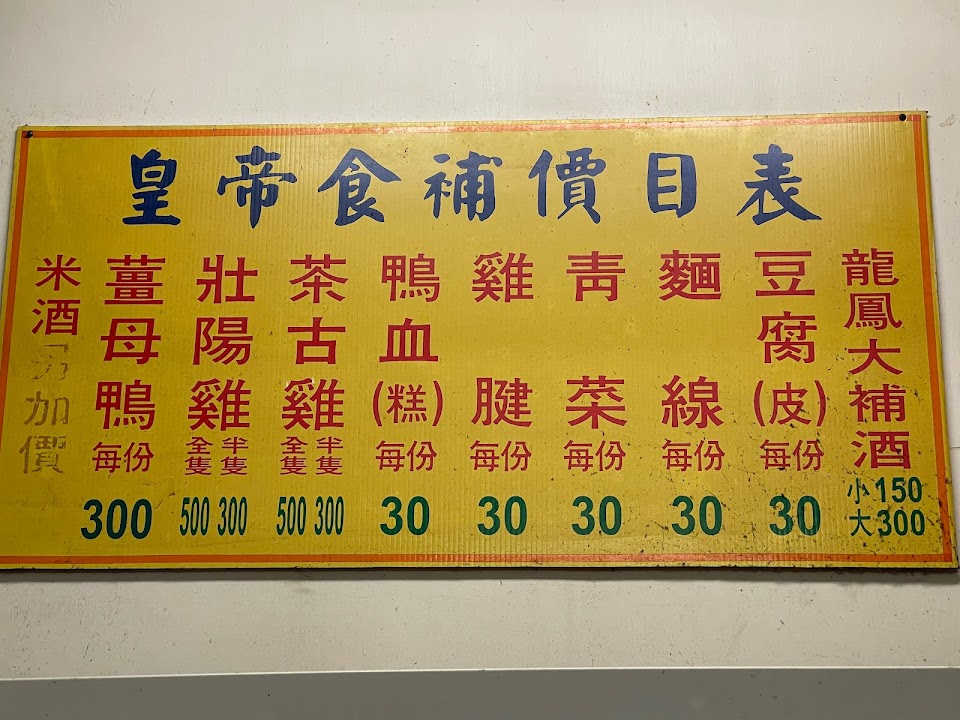 皇帝食補價目表
龍鳳大補酒 小150 大300
豆腐(皮) 每份 30
麵線 每份 30
青菜 每份 30
雞腱 每份 30
鴨血(糕) 每份 30
茶古雞 半隻 全隻 500 300
壯陽雞 半隻 全隻 500 300
薑母鴨 每份 300
米酒另加價